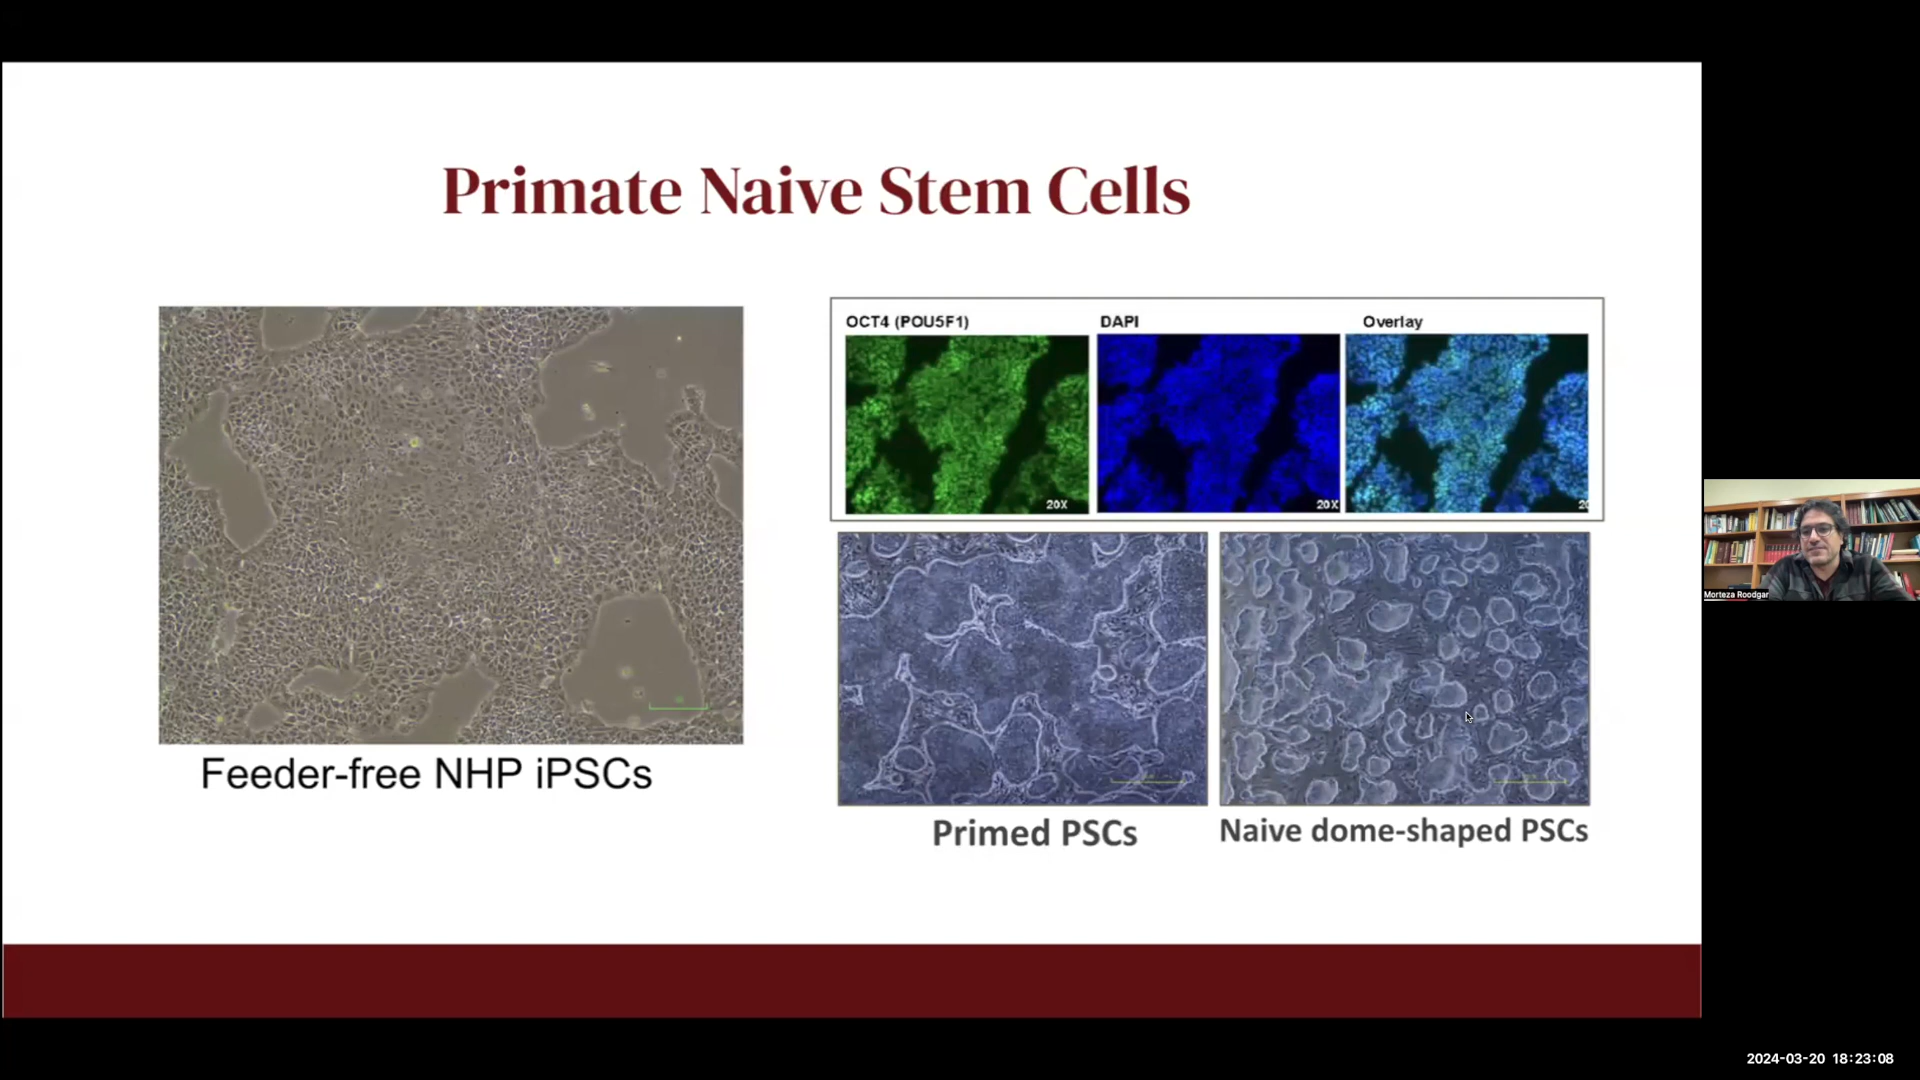 Primate Naive Stem Cells
OCT4 (POU5F1) DAPI Overlay
20X 20X 20
Feeder-free NHP iPSCs
Primed PSCs Naive dome-shaped PSCs
Morteza Roodgar
2024-03-20 18:23:08